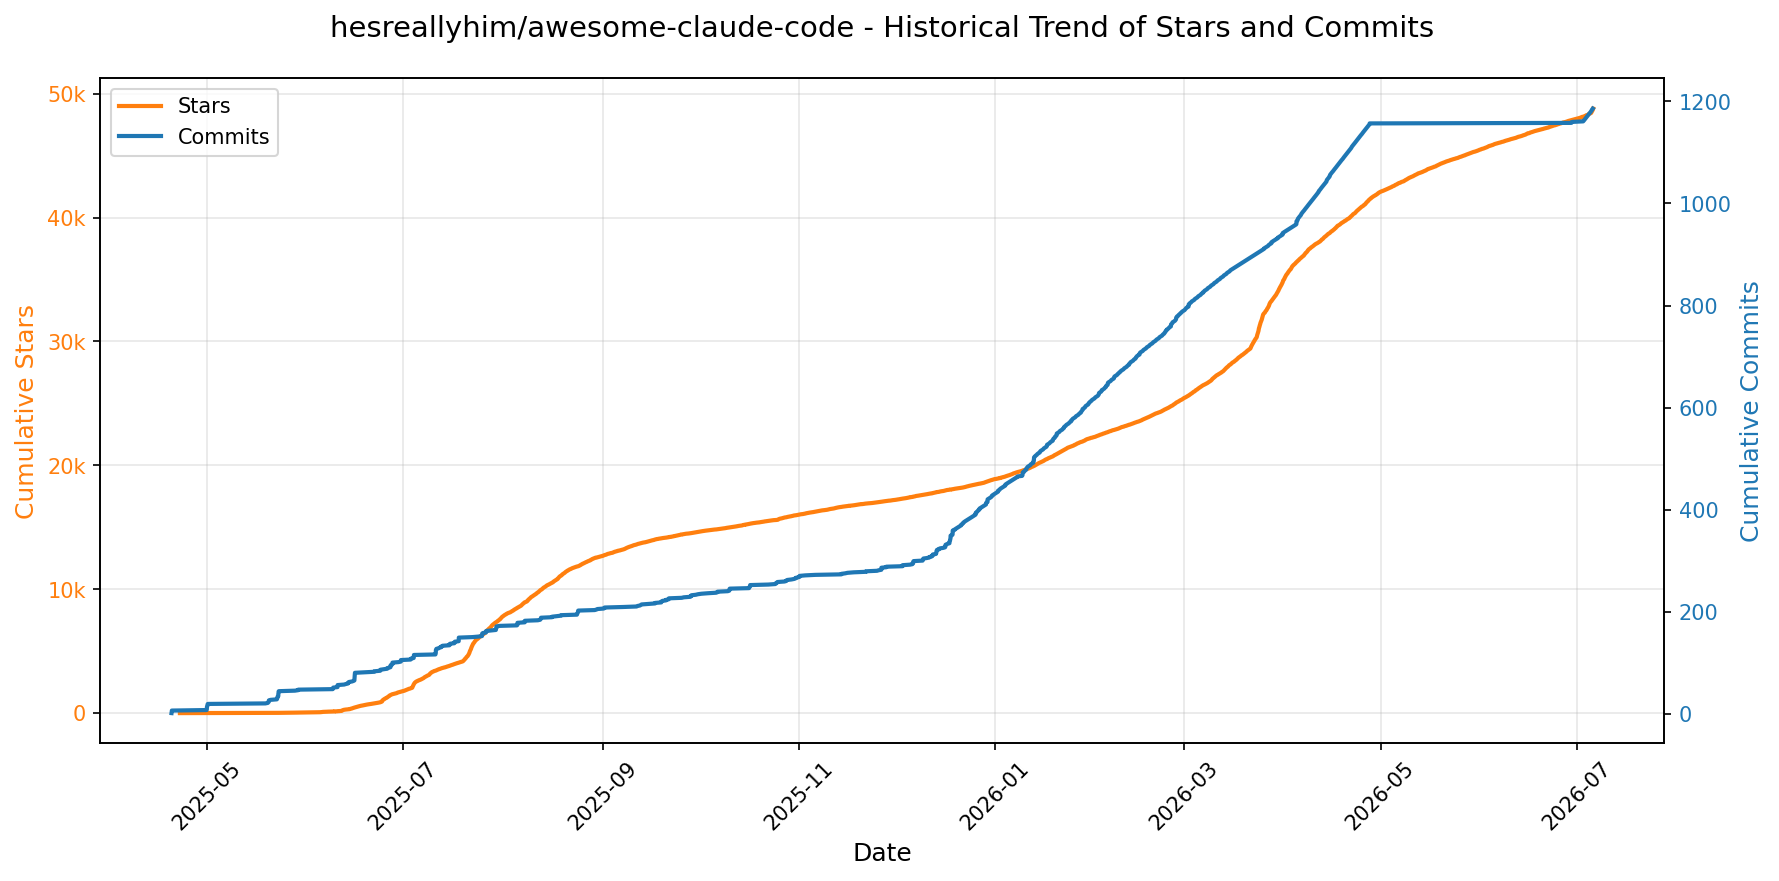 hesreallyhim/awesome-claude-code - Historical Trend of Stars and Commits
Stars
Commits
50k
40k
30k
20k
10k
0
Cumulative Stars
1200
1000
800
600
400
200
0
Cumulative Commits
2025-05
2025-07
2025-09
2025-11
2026-01
2026-03
2026-05
2026-07
Date